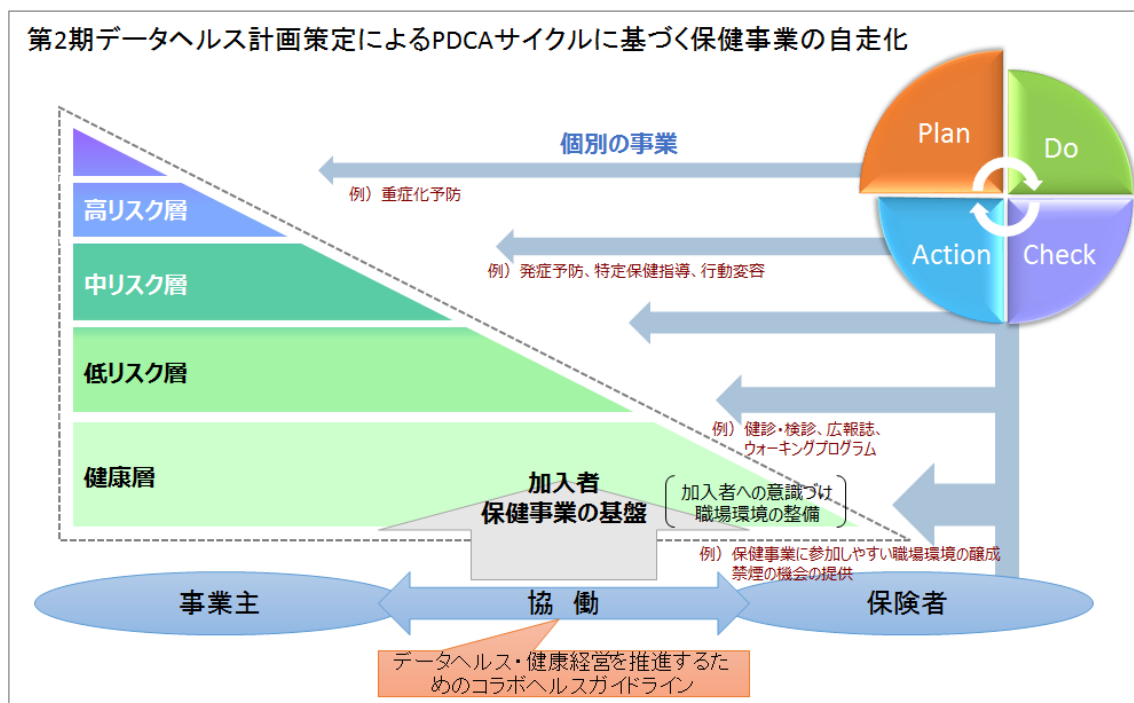 第2期データヘルス計画策定によるPDCAサイクルに基づく保健事業の自走化
Plan
Do
Action
Check
個別の事業
例）重症化予防
高リスク層
例）発症予防、特定保健指導、行動変容
中リスク層
低リスク層
例）健診・検診、広報誌、
ウォーキングプログラム
健康層
加入者
保健事業の基盤
加入者への意識づけ
職場環境の整備
例）保健事業に参加しやすい職場環境の醸成
禁煙の機会の提供
事業主
協 働
保険者
データヘルス・健康経営を推進するた
めのコラボヘルスガイドライン